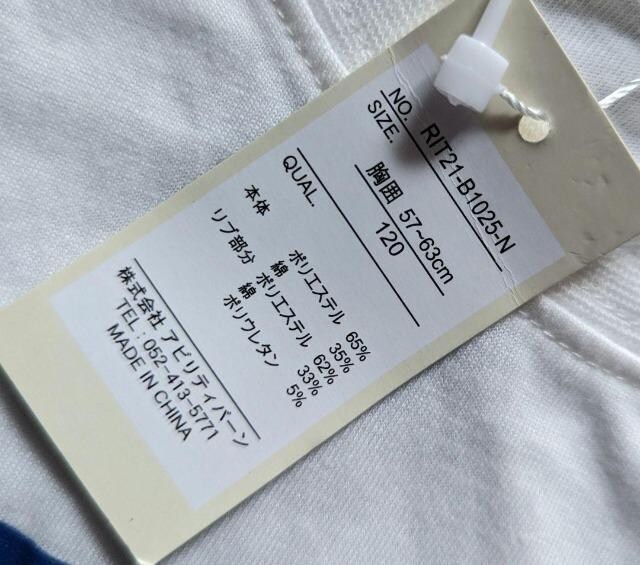 NO. RIT21-B1025-N
SIZE. 胸囲 57~63cm
120
QUAL.
本体 ポリエステル 65%
綿 35%
リブ部分 ポリエステル 62%
綿 33%
ポリウレタン 5%
株式会社 アビリティバーン
TEL : 052-413-5771
MADE IN CHINA